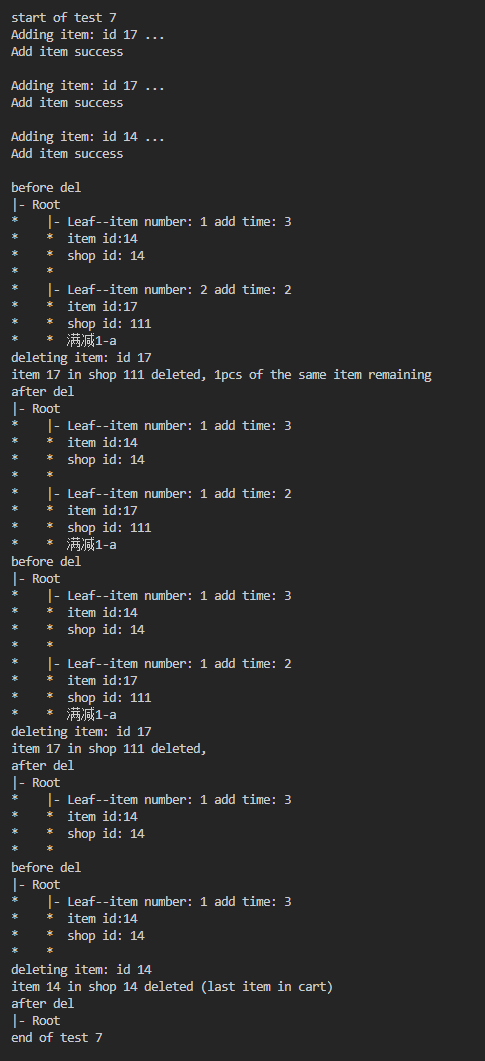 start of test 7
Adding item: id 17 ...
Add item success
Adding item: id 17 ...
Add item success
Adding item: id 14 ...
Add item success
before del
|- Root
*    |- Leaf--item number: 1 add time: 3
*    *  item id:14
*    *  shop id: 14
*    *
*    |- Leaf--item number: 2 add time: 2
*    *  item id:17
*    *  shop id: 111
*    *  满减1-a
deleting item: id 17
item 17 in shop 111 deleted, 1pcs of the same item remaining
after del
|- Root
*    |- Leaf--item number: 1 add time: 3
*    *  item id:14
*    *  shop id: 14
*    *
*    |- Leaf--item number: 1 add time: 2
*    *  item id:17
*    *  shop id: 111
*    *  满减1-a
before del
|- Root
*    |- Leaf--item number: 1 add time: 3
*    *  item id:14
*    *  shop id: 14
*    *
*    |- Leaf--item number: 1 add time: 2
*    *  item id:17
*    *  shop id: 111
*    *  满减1-a
deleting item: id 17
item 17 in shop 111 deleted,
after del
|- Root
*    |- Leaf--item number: 1 add time: 3
*    *  item id:14
*    *  shop id: 14
*    *
before del
|- Root
*    |- Leaf--item number: 1 add time: 3
*    *  item id:14
*    *  shop id: 14
*    *
deleting item: id 14
item 14 in shop 14 deleted (last item in cart)
after del
|- Root
end of test 7